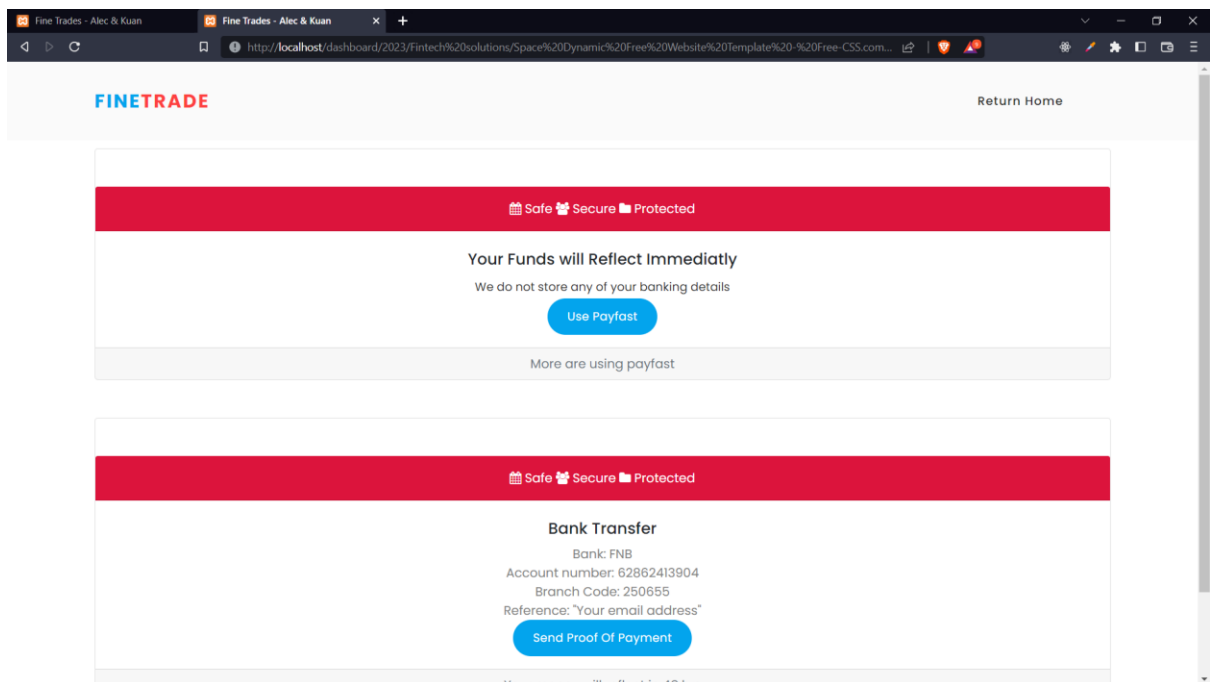 Fine Trades - Alec & Kuan
Fine Trades - Alec & Kuan
http://localhost/dashboard/2023/Fintech%20solutions/Space%20Dynamic%20Free%20Website%20Template%20-%20Free-CSS.com...
FINETRADE
Return Home
Safe Secure Protected
Your Funds will Reflect Immediatly
We do not store any of your banking details
Use Payfast
More are using payfast
Safe Secure Protected
Bank Transfer
Bank: FNB
Account number: 62862413904
Branch Code: 250655
Reference: "Your email address"
Send Proof Of Payment